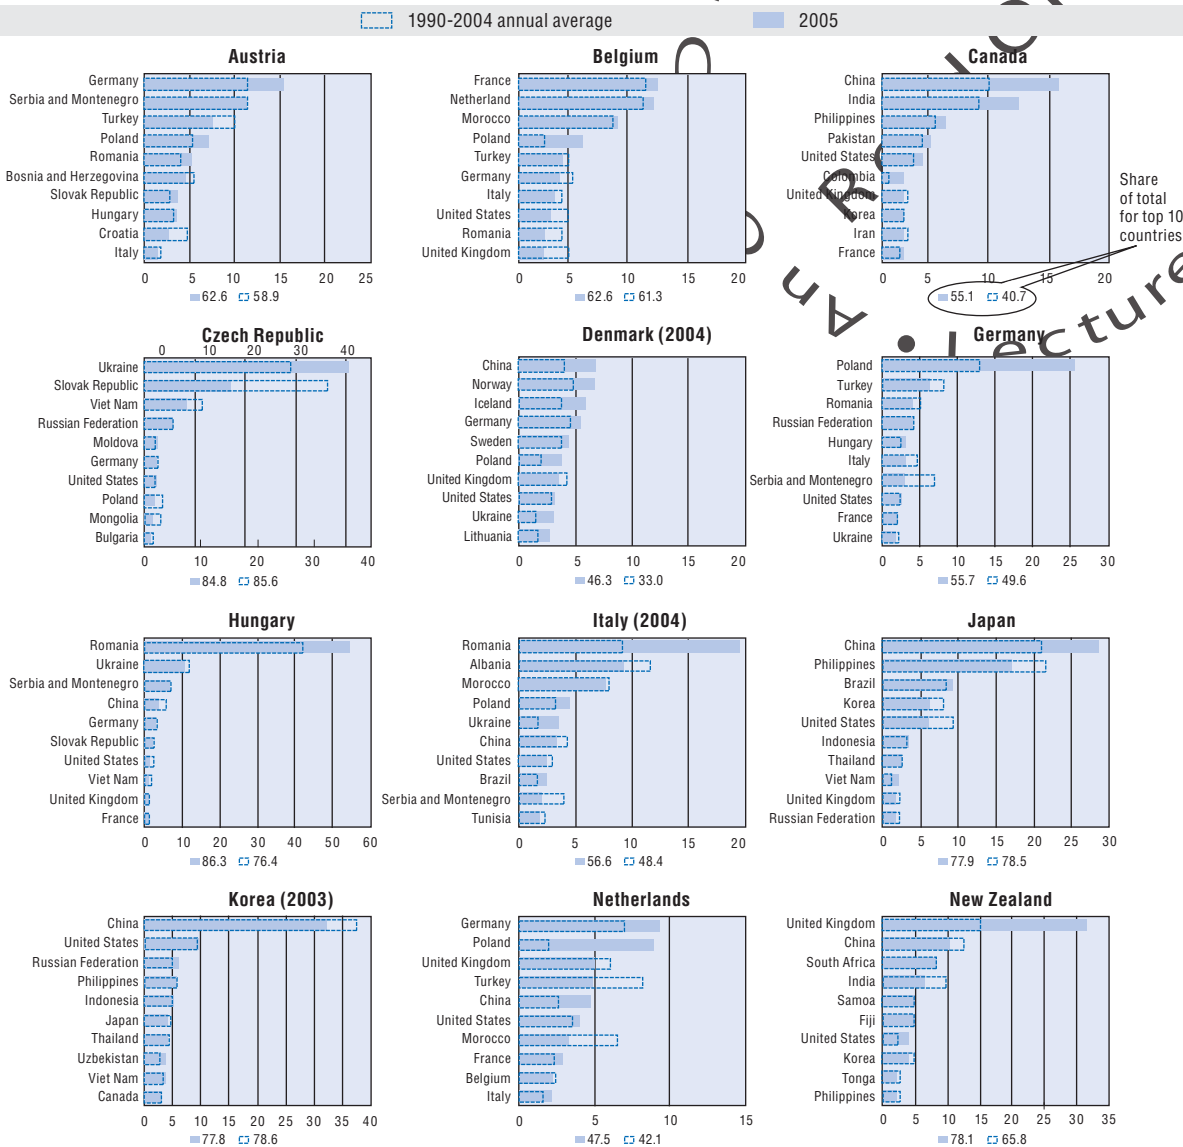 1990-2004 annual average 2005
Austria
Germany
Serbia and Montenegro
Turkey
Poland
Romania
Bosnia and Herzegovina
Slovak Republic
Hungary
Croatia
Italy
0 5 10 15 20 25
62.6 58.9
Belgium
France
Netherland
Morocco
Poland
Turkey
Germany
Italy
United States
Romania
United Kingdom
0 5 10 15 20
62.6 61.3
Canada
China
India
Philippines
Pakistan
United States
Colombia
United Kingdom
Korea
Iran
France
0 5 10 15 20
55.1 40.7
Share
of total
for top 10
countries
Czech Republic
0 10 20 30 40
Ukraine
Slovak Republic
Viet Nam
Russian Federation
Moldova
Germany
United States
Poland
Mongolia
Bulgaria
0 10 20 30 40
84.8 85.6
Denmark (2004)
China
Norway
Iceland
Germany
Sweden
Poland
United Kingdom
United States
Ukraine
Lithuania
0 5 10 15 20
46.3 33.0
Germany
Poland
Turkey
Romania
Russian Federation
Hungary
Italy
Serbia and Montenegro
United States
France
Ukraine
0 5 10 15 20 25 30
55.7 49.6
Hungary
Romania
Ukraine
Serbia and Montenegro
China
Germany
Slovak Republic
United States
Viet Nam
United Kingdom
France
0 10 20 30 40 50 60
86.3 76.4
Italy (2004)
Romania
Albania
Morocco
Poland
Ukraine
China
United States
Brazil
Serbia and Montenegro
Tunisia
0 5 10 15 20
56.6 48.4
Japan
China
Philippines
Brazil
Korea
United States
Indonesia
Thailand
Viet Nam
United Kingdom
Russian Federation
0 5 10 15 20 25 30
77.9 78.5
Korea (2003)
China
United States
Russian Federation
Philippines
Indonesia
Japan
Thailand
Uzbekistan
Viet Nam
Canada
0 5 10 15 20 25 30 35 40
77.8 78.6
Netherlands
Germany
Poland
United Kingdom
Turkey
China
United States
Morocco
France
Belgium
Italy
0 5 10 15
47.5 42.1
New Zealand
United Kingdom
China
South Africa
India
Samoa
Fiji
United States
Korea
Tonga
Philippines
0 5 10 15 20 25 30 35
78.1 65.8
Lecture